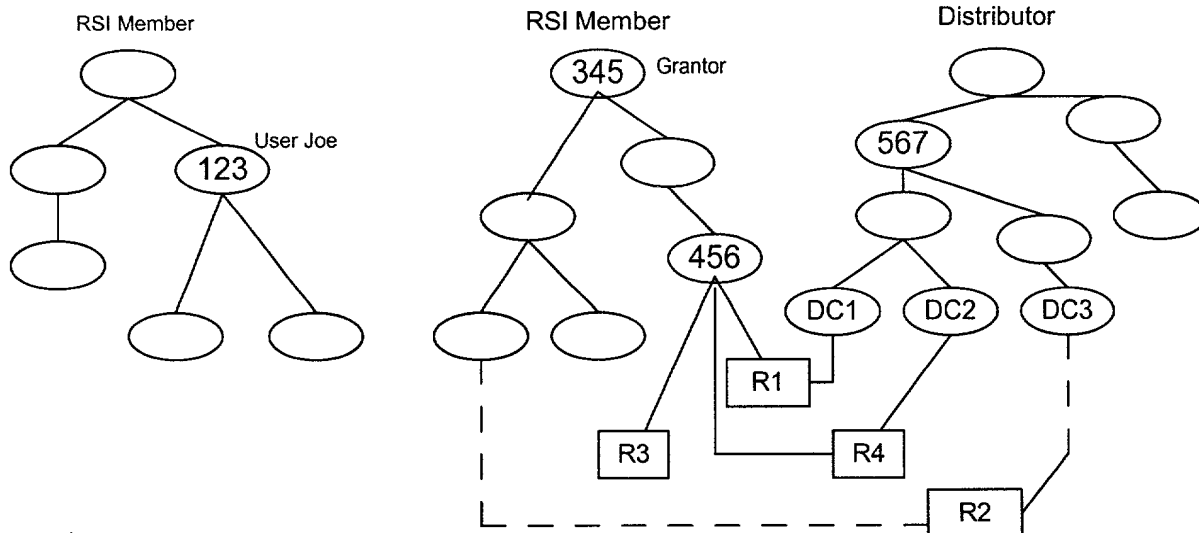 RSI Member
RSI Member
Distributor
345
Grantor
User Joe
123
567
456
DC1
DC2
DC3
R1
R3
R4
R2